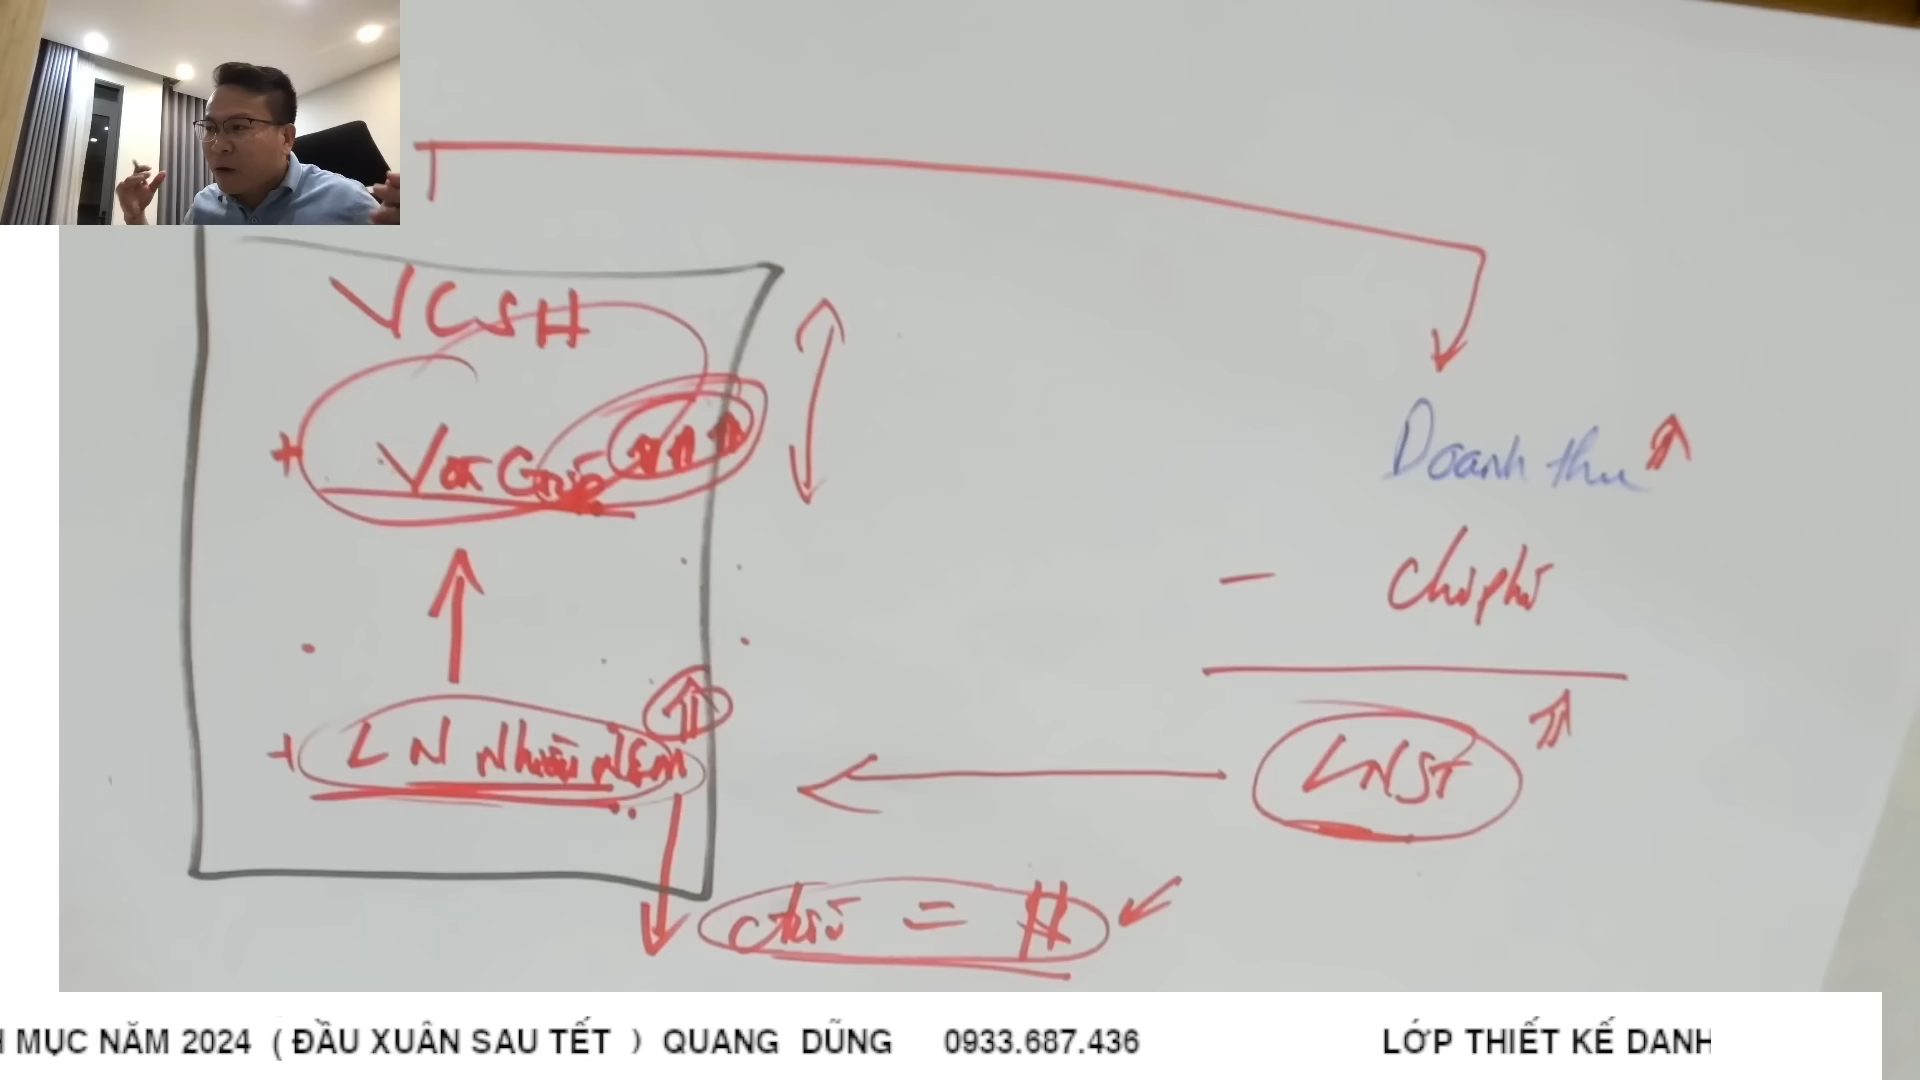 VCSH
+ Vốn Góp
Doanh thu
- chi phí
+ LN Nhiều Năm
LNST
=
MỤC NĂM 2024 ( ĐẦU XUÂN SAU TẾT ) QUANG DŨNG 0933.687.436 LỚP THIẾT KẾ DANH